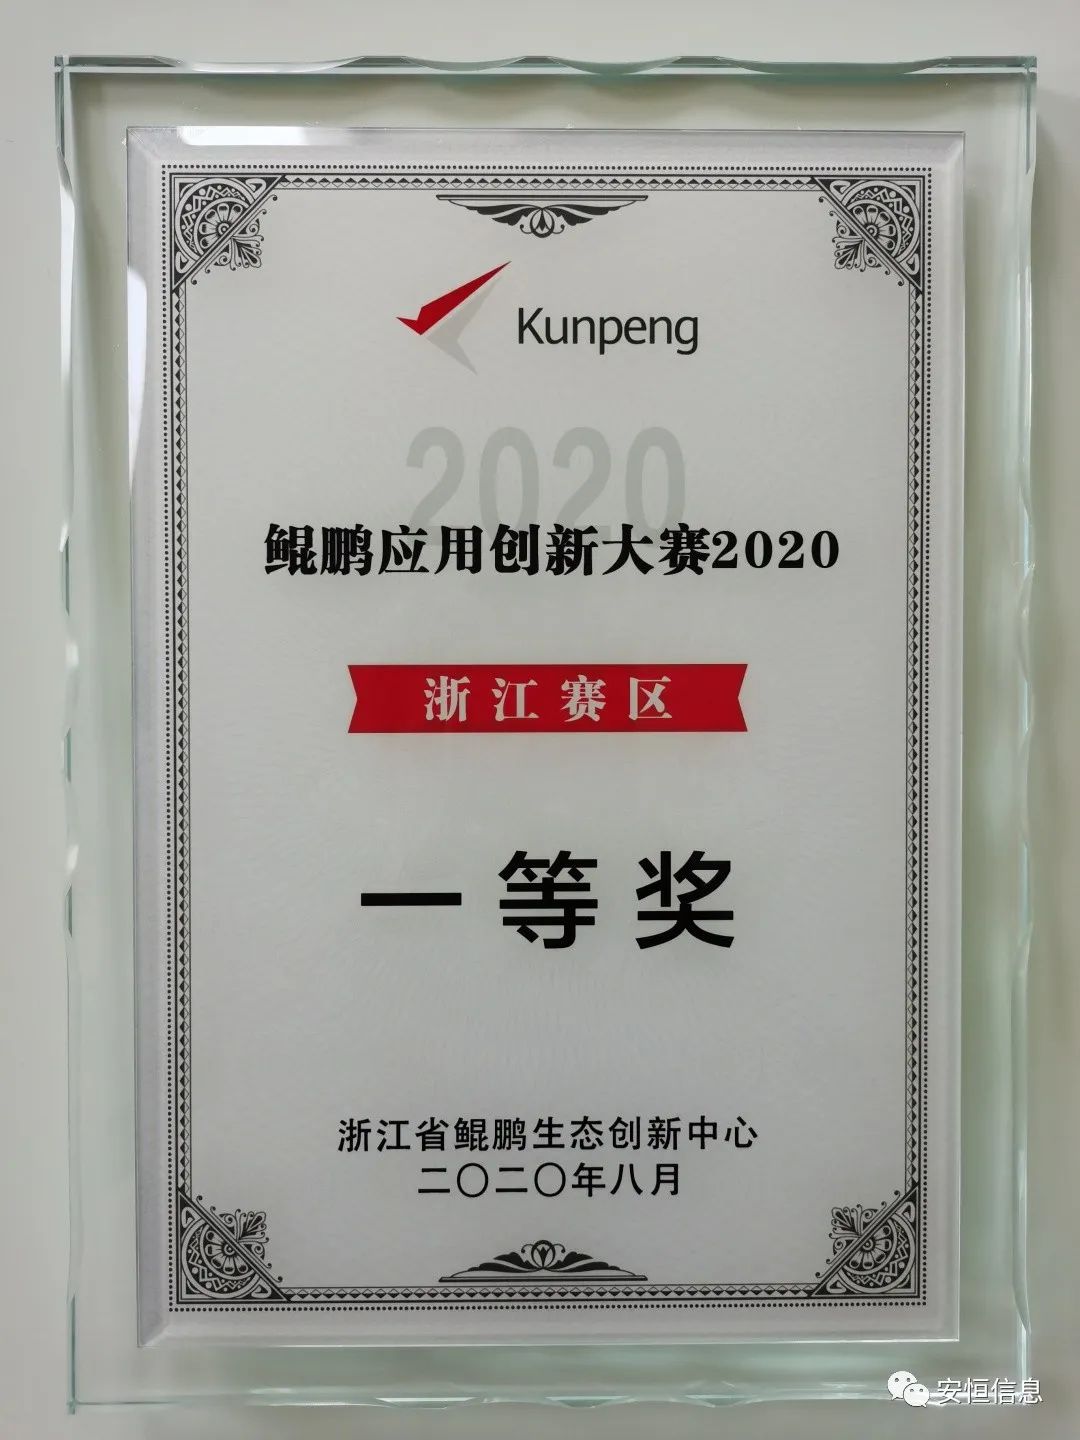 Kunpeng
2020
鲲鹏应用创新大赛2020
浙江赛区
一等奖
浙江省鲲鹏生态创新中心
二〇二〇年八月
安恒信息